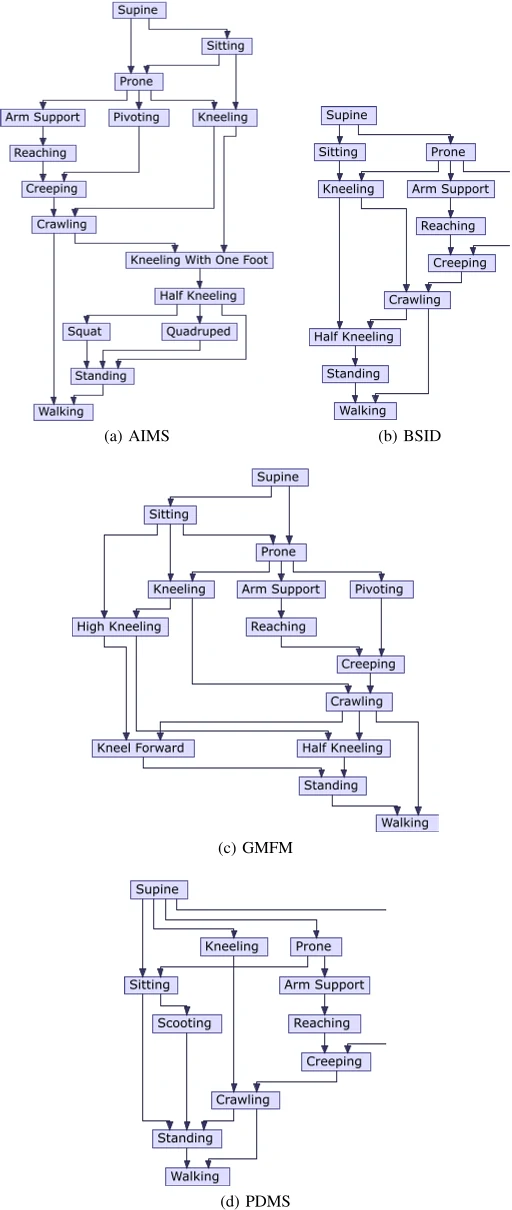 Supine
Sitting
Prone
Arm Support
Pivoting
Kneeling
Reaching
Creeping
Crawling
Kneeling With One Foot
Half Kneeling
Squat
Quadruped
Standing
Walking
(a) AIMS
Supine
Sitting
Prone
Kneeling
Arm Support
Reaching
Creeping
Crawling
Half Kneeling
Standing
Walking
(b) BSID
Supine
Sitting
Prone
Kneeling
Arm Support
Pivoting
High Kneeling
Reaching
Creeping
Crawling
Kneel Forward
Half Kneeling
Standing
Walking
(c) GMFM
Supine
Kneeling
Prone
Sitting
Arm Support
Scooting
Reaching
Creeping
Crawling
Standing
Walking
(d) PDMS